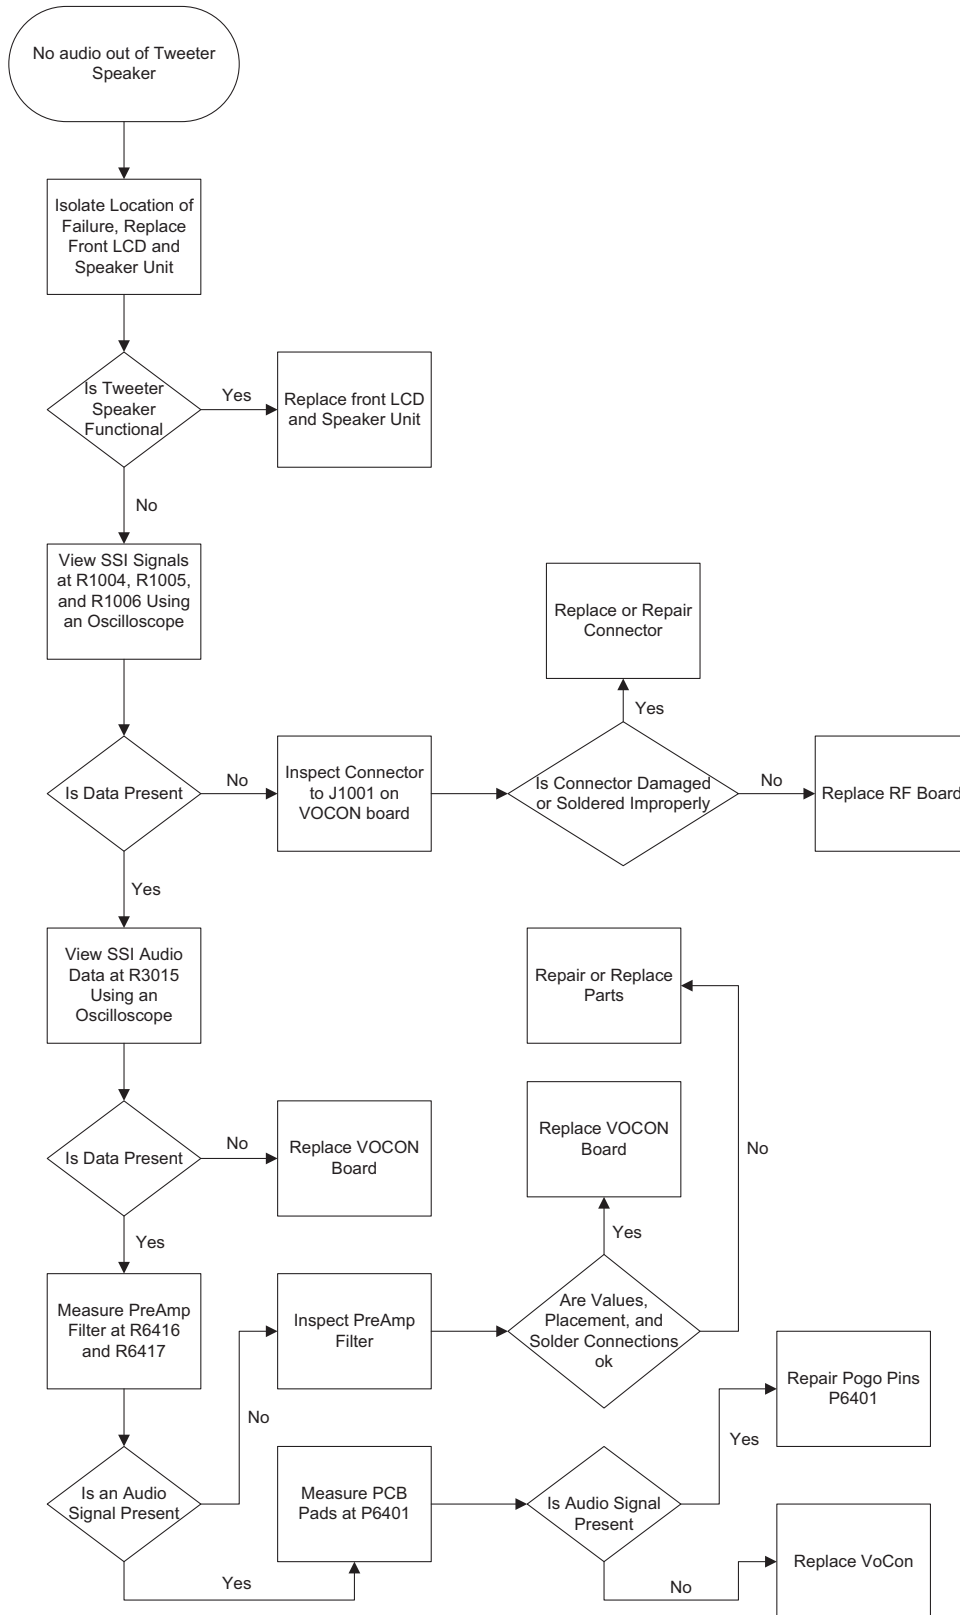 No audio out of Tweeter
Speaker
Isolate Location of
Failure, Replace
Front LCD and
Speaker Unit
Is Tweeter
Speaker
Functional
Yes
Replace front LCD
and Speaker Unit
No
View SSI Signals
at R1004, R1005,
and R1006 Using
an Oscilloscope
Replace or Repair
Connector
Yes
Is Data Present
No
Inspect Connector
to J1001 on
VOCON board
Is Connector Damaged
or Soldered Improperly
No
Replace RF Board
Yes
View SSI Audio
Data at R3015
Using an
Oscilloscope
Repair or Replace
Parts
Is Data Present
No
Replace VOCON
Board
Replace VOCON
Board
No
Yes
Yes
Measure PreAmp
Filter at R6416
and R6417
Inspect PreAmp
Filter
Are Values,
Placement, and
Solder Connections
ok
Repair Pogo Pins
P6401
No
Yes
Is an Audio
Signal Present
Measure PCB
Pads at P6401
Is Audio Signal
Present
Replace VoCon
Yes
No